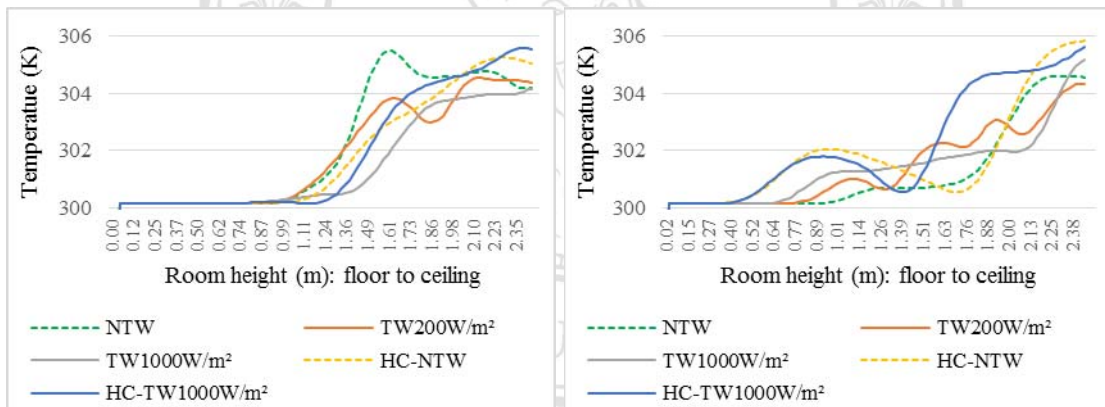 Temperatue (K)
306
304
302
300
0.00 0.12 0.25 0.37 0.50 0.62 0.74 0.87 0.99 1.11 1.24 1.36 1.49 1.61 1.73 1.86 1.98 2.10 2.23 2.35
Room height (m): floor to ceiling
NTW TW200W/m²
TW1000W/m² HC-NTW
HC-TW1000W/m²
Temperatue (K)
306
304
302
300
0.02 0.15 0.27 0.40 0.52 0.64 0.77 0.89 1.01 1.14 1.26 1.39 1.51 1.63 1.76 1.88 2.00 2.13 2.25 2.38
Room height (m): floor to ceiling
NTW TW200W/m²
TW1000W/m² HC-NTW
HC-TW1000W/m²